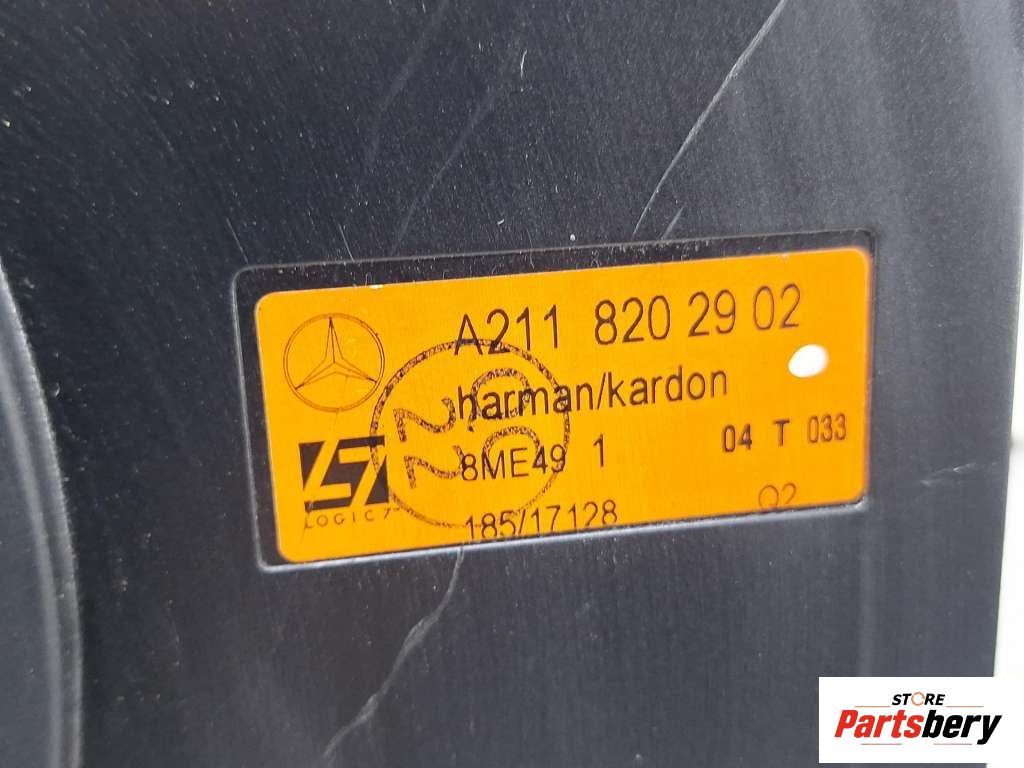 A211 820 29 02
harman/kardon
8ME49 1
04 T 033
LOGIC7
185/17128
Q2
STORE
Partsbery